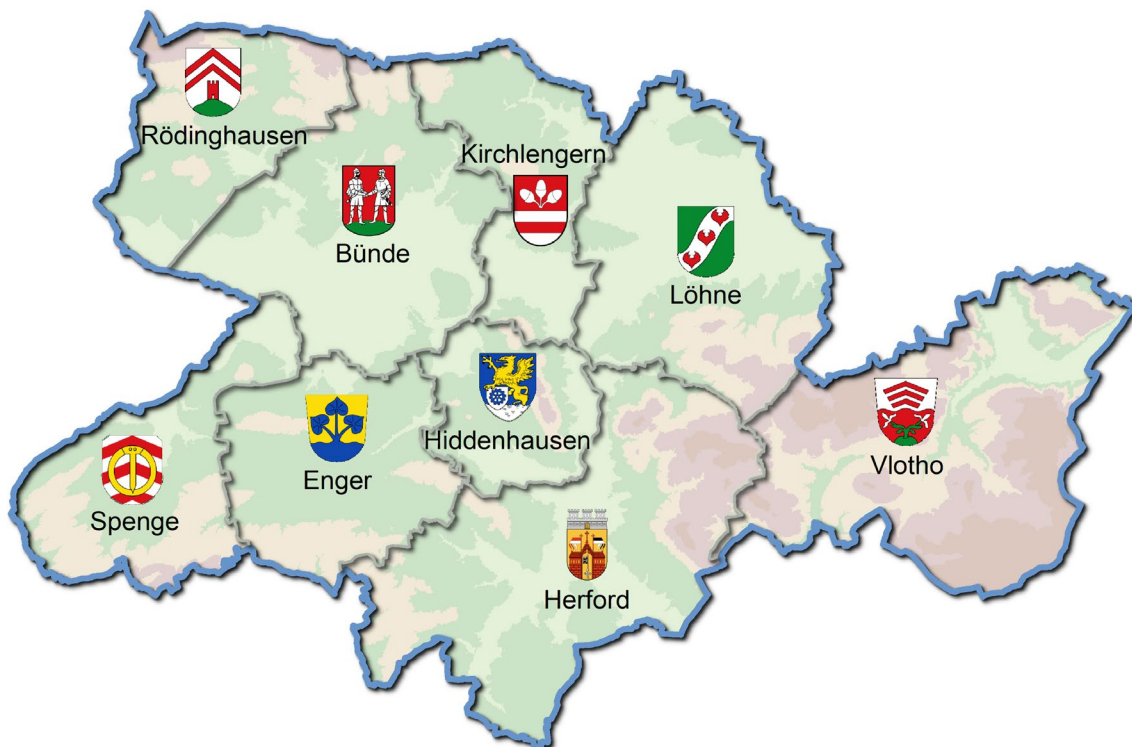 Rödinghausen
Kirchlengern
Bünde
Löhne
Hiddenhausen
Enger
Vlotho
Spenge
Herford